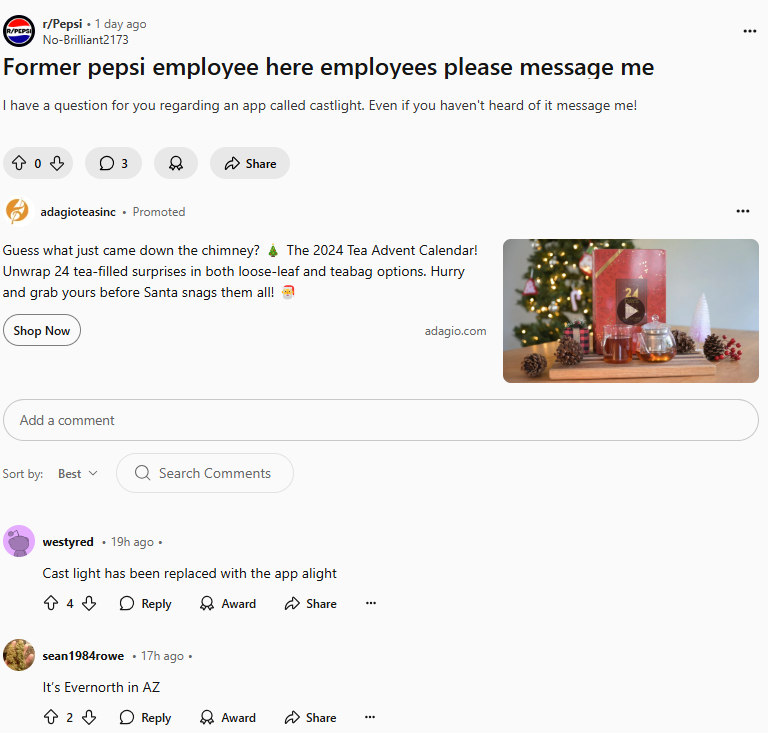 r/Pepsi • 1 day ago
R/PEPSI
No-Brilliant2173
Former pepsi employee here employees please message me
I have a question for you regarding an app called castlight. Even if you haven't heard of it message me!
0
3
Share
adagioteasinc • Promoted
Guess what just came down the chimney? 🎄 The 2024 Tea Advent Calendar!
Unwrap 24 tea-filled surprises in both loose-leaf and teabag options. Hurry
and grab yours before Santa snags them all! 🎅
24
Shop Now
adagio.com
Add a comment
Sort by: Best
Search Comments
westyred • 19h ago •
Cast light has been replaced with the app alight
4 Reply Award Share
sean1984rowe • 17h ago •
It's Evernorth in AZ
2 Reply Award Share